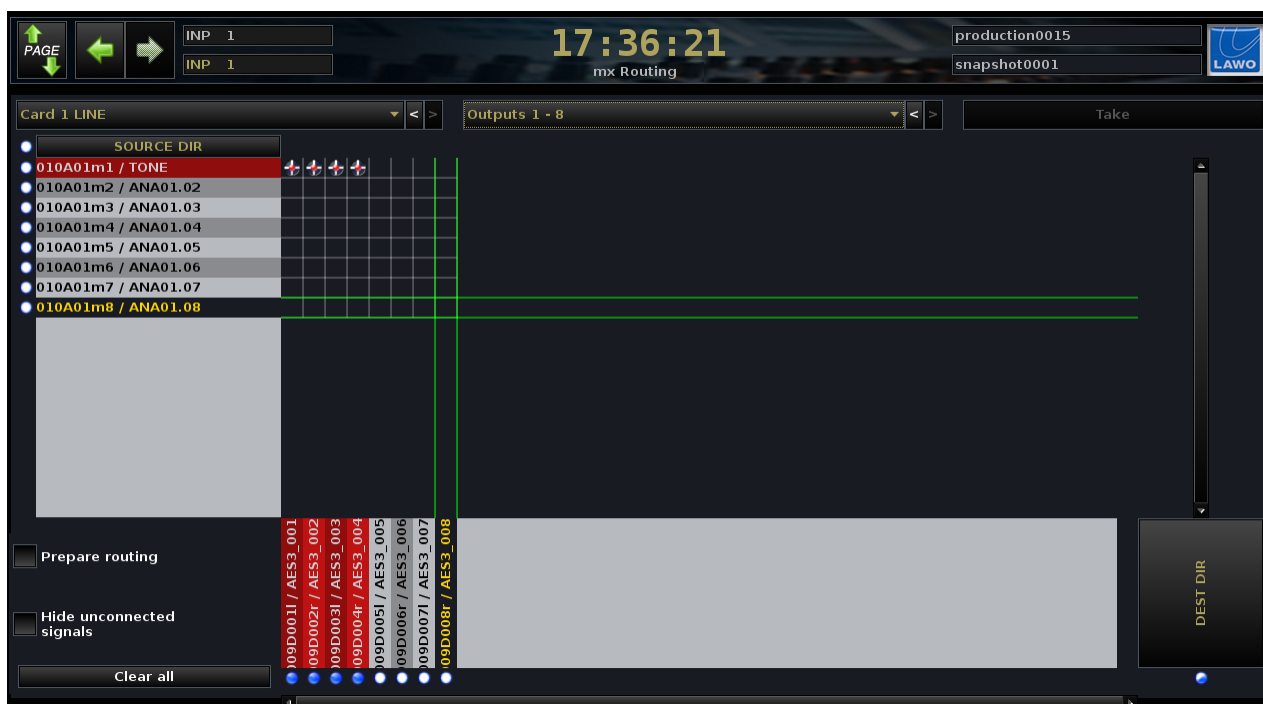 PAGE
INP 1
INP 1
17:36:21
mx Routing
production0015
snapshot0001
LAWO
Card 1 LINE
<
>
Outputs 1 - 8
<
>
Take
SOURCE DIR
010A01m1 / TONE
010A01m2 / ANA01.02
010A01m3 / ANA01.03
010A01m4 / ANA01.04
010A01m5 / ANA01.05
010A01m6 / ANA01.06
010A01m7 / ANA01.07
010A01m8 / ANA01.08
Prepare routing
Hide unconnected
signals
Clear all
009D001l / AES3_001
009D002r / AES3_002
009D003l / AES3_003
009D004r / AES3_004
009D005l / AES3_005
009D006r / AES3_006
009D007l / AES3_007
009D008r / AES3_008
DEST DIR